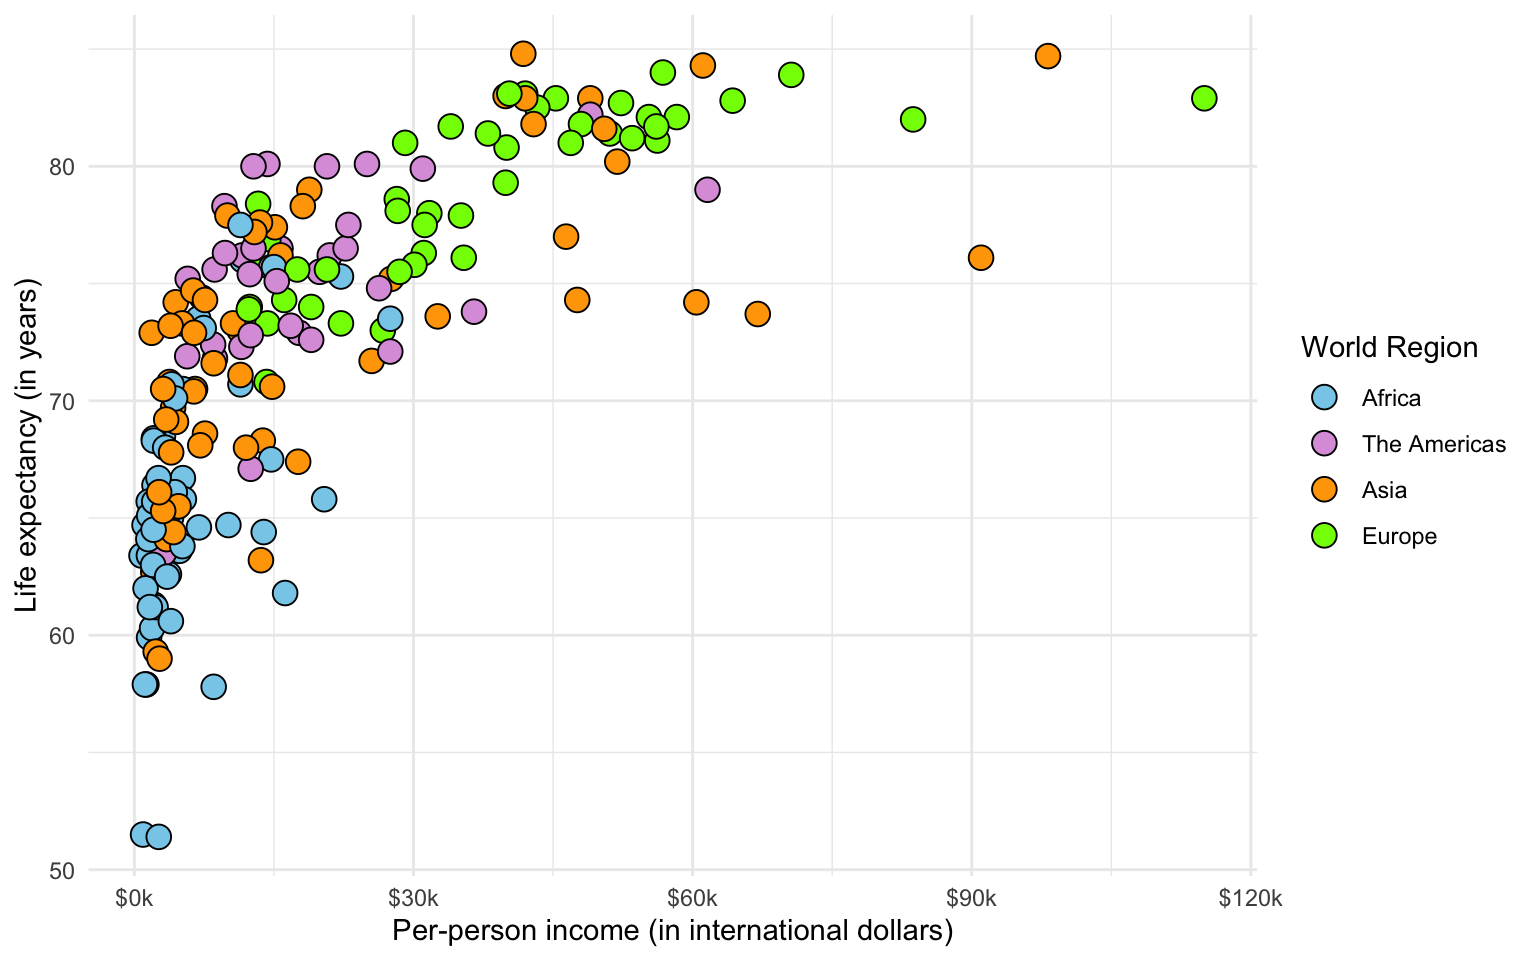 80
70
60
50
$0k $30k $60k $90k $120k
Per-person income (in international dollars)
Life expectancy (in years)
World Region
Africa
The Americas
Asia
Europe